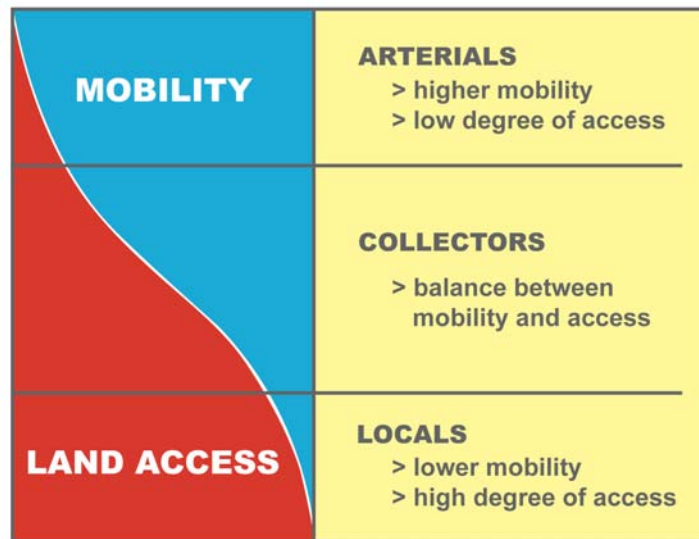 MOBILITY
ARTERIALS
> higher mobility
> low degree of access
COLLECTORS
> balance between
mobility and access
LAND ACCESS
LOCALS
> lower mobility
> high degree of access